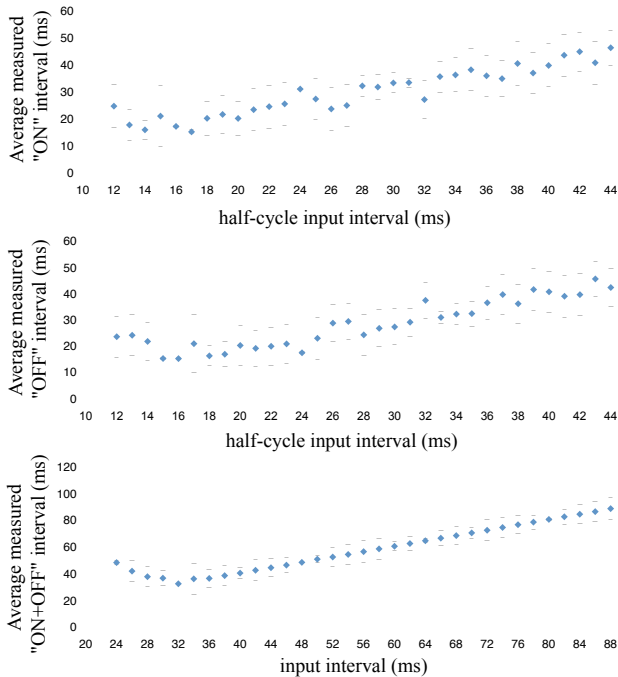 60
50
40
30
20
10
0
Average measured
"ON" interval (ms)
10 12 14 16 18 20 22 24 26 28 30 32 34 36 38 40 42 44
half-cycle input interval (ms)
60
50
40
30
20
10
0
Average measured
"OFF" interval (ms)
10 12 14 16 18 20 22 24 26 28 30 32 34 36 38 40 42 44
half-cycle input interval (ms)
120
100
80
60
40
20
0
Average measured
"ON+OFF" interval (ms)
20 24 28 32 36 40 44 48 52 56 60 64 68 72 76 80 84 88
input interval (ms)